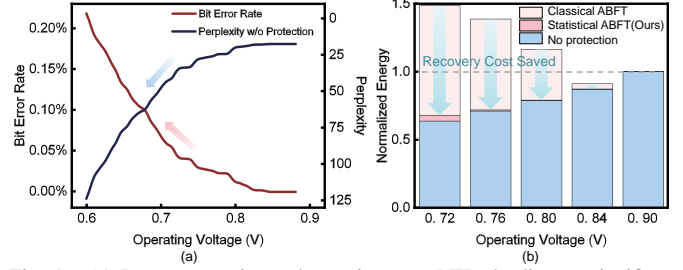 Bit Error Rate
Perplexity w/o Protection
0.20%
0.15%
0.10%
0.05%
0.00%
Bit Error Rate
0
25
50
75
100
125
Perplexity
0.6
0.7
0.8
0.9
Operating Voltage (V)
(a)
Classical ABFT
Statistical ABFT(Ours)
No protection
Recovery Cost Saved
1.5
1.0
0.5
0.0
Normalized Energy
0. 72
0. 76
0. 80
0. 84
0. 90
Operating Voltage (V)
(b)